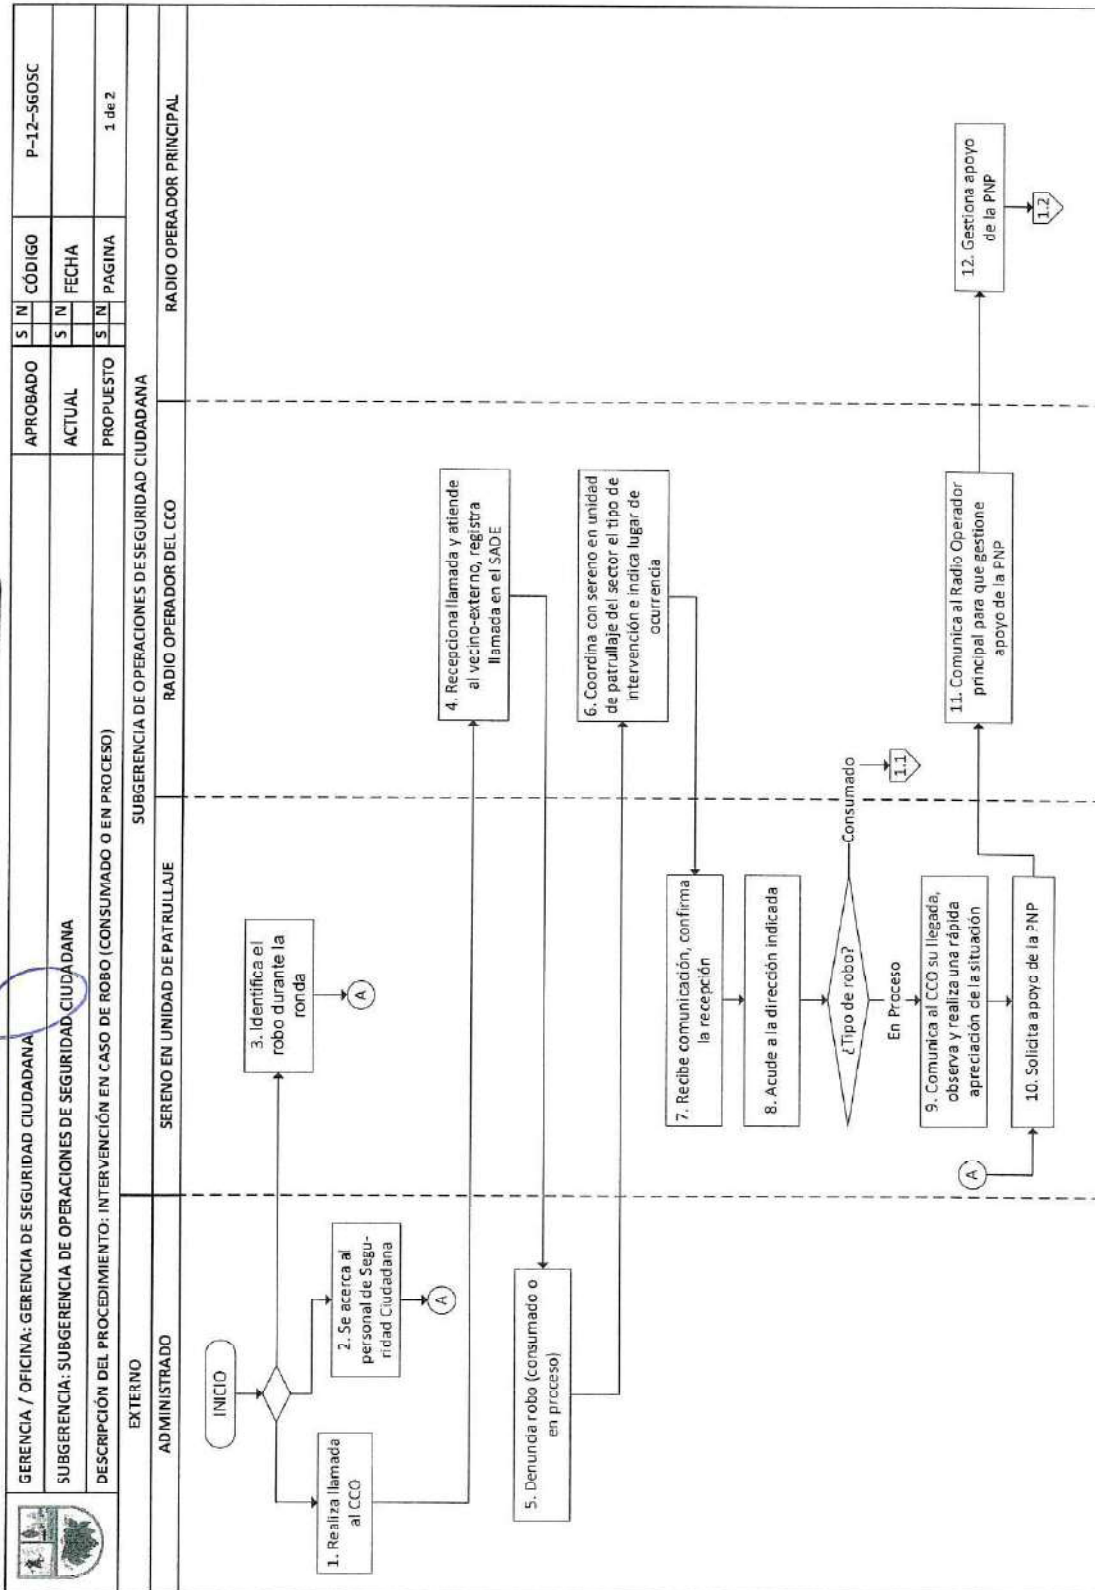 GERENCIA / OFICINA: GERENCIA DE SEGURIDAD CIUDADANA
APROBADO
S N
CÓDIGO
P-12-SGOSC
SUBGERENCIA: SUBGERENCIA DE OPERACIONES DE SEGURIDAD CIUDADANA
ACTUAL
S N
FECHA
DESCRIPCIÓN DEL PROCEDIMIENTO: INTERVENCIÓN EN CASO DE ROBO (CONSUMADO O EN PROCESO)
PROPUESTO
S N
PAGINA
1 de 2
EXTERNO
SUBGERENCIA DE OPERACIONES DE SEGURIDAD CIUDADANA
ADMINISTRADO
SERENO EN UNIDAD DE PATRULLAJE
RADIO OPERADOR DEL CCO
RADIO OPERADOR PRINCIPAL
INICIO
1. Realiza llamada
al CCO
2. Se acerca al
personal de Segu-
ridad Ciudadana
A
3. Identifica el
robo durante la
ronda
A
4. Recepciona llamada y atiende
al vecino-externo, registra
llamada en el SADE
5. Denuncia robo (consumado o
en proceso)
6. Coordina con sereno en unidad
de patrullaje del sector el tipo de
intervención e indica lugar de
ocurrencia
7. Recibe comunicación, confirma
la recepción
8. Acude a la dirección indicada
¿Tipo de robo?
Consumado
1.1
En Proceso
9. Comunica al CCO su llegada,
observa y realiza una rápida
apreciación de la situación
A
10. Solicita apoyo de la PNP
11. Comunica al Radio Operador
principal para que gestione
apoyo de la PNP
12. Gestiona apoyo
de la PNP
1.2